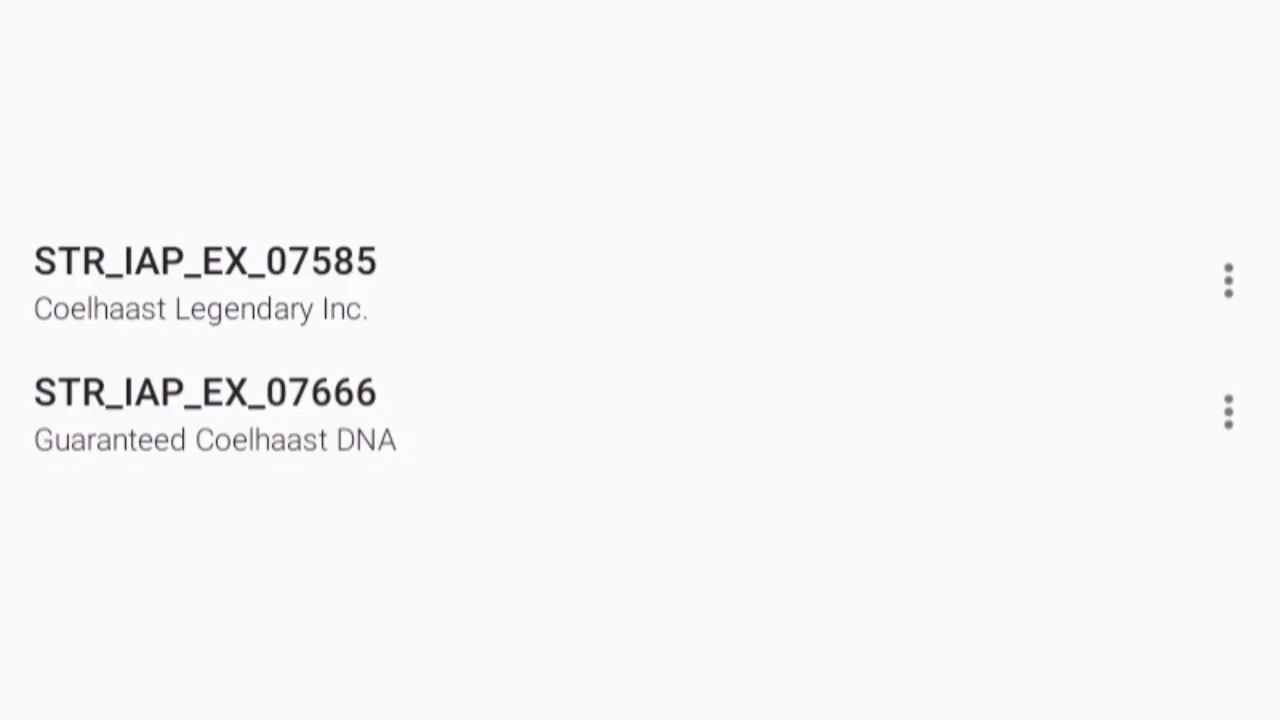 STR_IAP_EX_07585
Coelhaast Legendary Inc.
STR_IAP_EX_07666
Guaranteed Coelhaast DNA